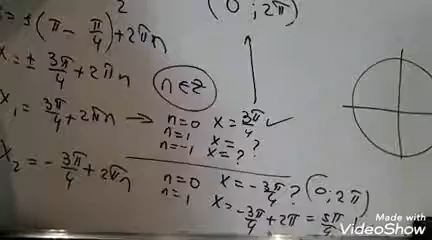 2
= ± (π - π/4) + 2πn
(0 ; 2π)
x = ± 3π/4 + 2πn
n ∈ Z
x₁ = 3π/4 + 2πn → n=0 x = 3π/4 ✓
n=1 x = ?
n=-1 x = ?
x₂ = - 3π/4 + 2πn
n=0 x = - 3π/4 ? (0 ; 2π)
n=1 x = - 3π/4 + 2π = 5π/4
Made with
VideoShow